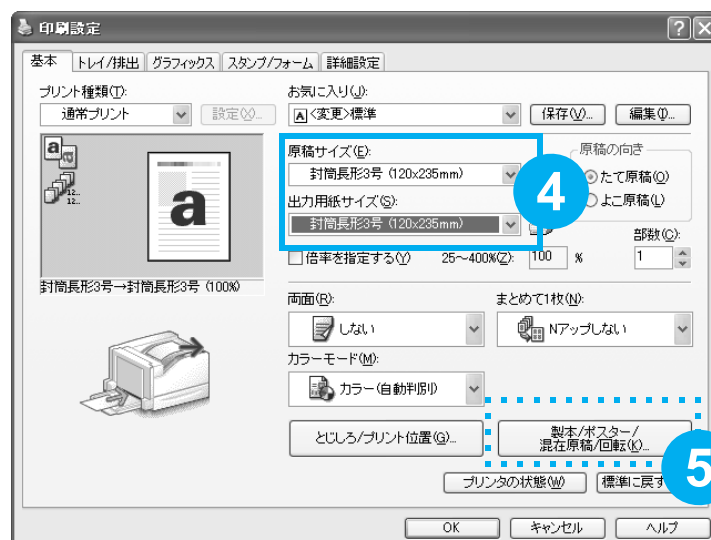 印刷設定
基本 トレイ/排出 グラフィックス スタンプ/フォーム 詳細設定
プリント種類(T):
通常プリント 設定(X)...
お気に入り(J):
A <変更>標準 保存(V)... 編集(I)...
a
12..
12..
a
封筒長形3号→封筒長形3号 (100%)
原稿サイズ(E):
封筒長形3号 (120x235mm)
出力用紙サイズ(S):
封筒長形3号 (120x235mm)
4
原稿の向き
たて原稿(O)
よこ原稿(L)
倍率を指定する(Y) 25～400%(Z): 100 %
部数(C):
1
両面(R):
しない
まとめて1枚(N):
Nアップしない
カラーモード(M):
カラー(自動判別)
とじしろ/プリント位置(G)...
製本/ポスター/
混在原稿/回転(K)...
5
プリンタの状態(W) 標準に戻す
OK キャンセル ヘルプ